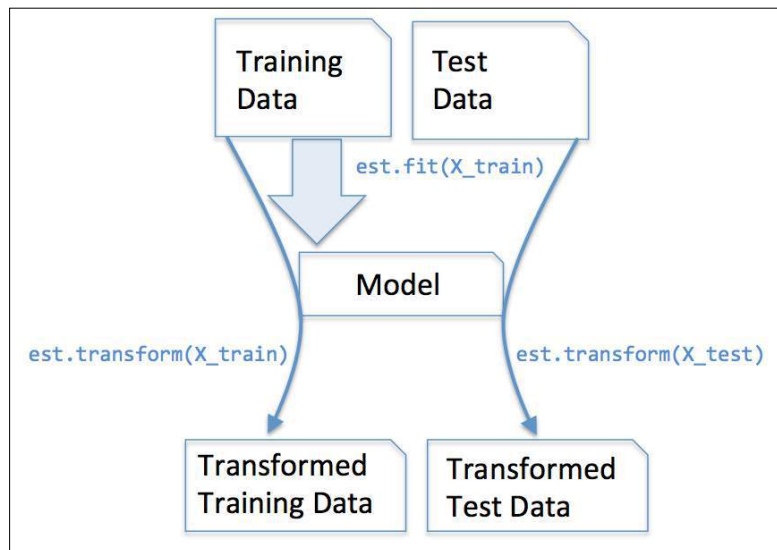 Training
Data
Test
Data
est.fit(X_train)
Model
est.transform(X_train)
est.transform(X_test)
Transformed
Training Data
Transformed
Test Data